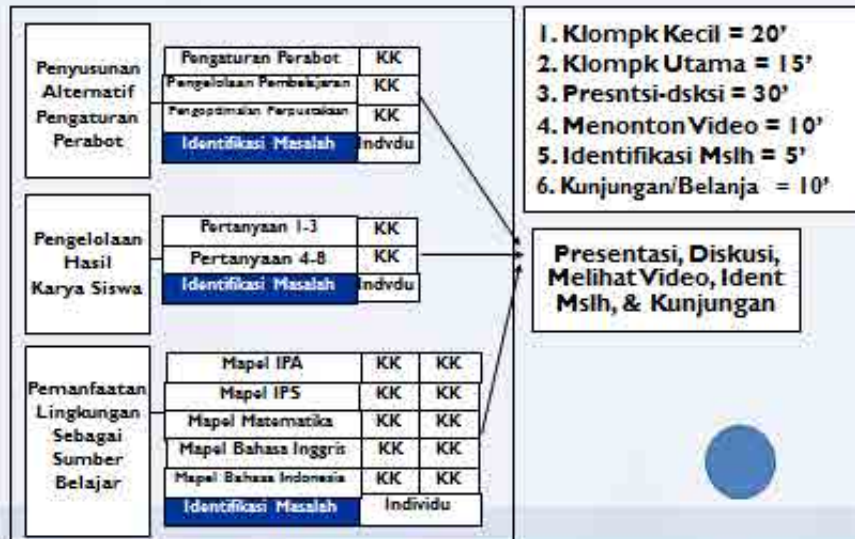 Penyusunan
Alternatif
Pengaturan
Perabot
Pengaturan Perabot KK
Pengelolaan Pembelajaran KK
Pengoptimalan Perpustakaan KK
Identifikasi Masalah Indvdu
Pengelolaan
Hasil
Karya Siswa
Pertanyaan 1-3 KK
Pertanyaan 4-8 KK
Identifikasi Masalah Indvdu
Pemanfaatan
Lingkungan
Sebagai
Sumber
Belajar
Mapel IPA KK KK
Mapel IPS KK KK
Mapel Matematika KK KK
Mapel Bahasa Inggris KK KK
Mapel Bahasa Indonesia KK KK
Identifikasi Masalah Individu
1. Klompk Kecil = 20’
2. Klompk Utama = 15’
3. Presntsi-dsksi = 30’
4. Menonton Video = 10’
5. Identifikasi Mslh = 5’
6. Kunjungan/Belanja = 10’
Presentasi, Diskusi,
Melihat Video, Ident
Mslh, & Kunjungan